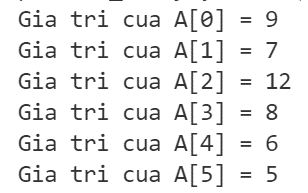 Gia tri cua A[0] = 9
Gia tri cua A[1] = 7
Gia tri cua A[2] = 12
Gia tri cua A[3] = 8
Gia tri cua A[4] = 6
Gia tri cua A[5] = 5